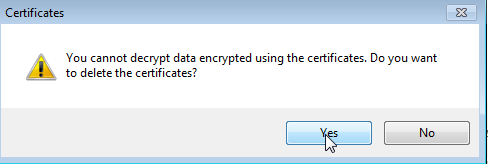 Certificates
You cannot decrypt data encrypted using the certificates. Do you want
to delete the certificates?
Yes
No